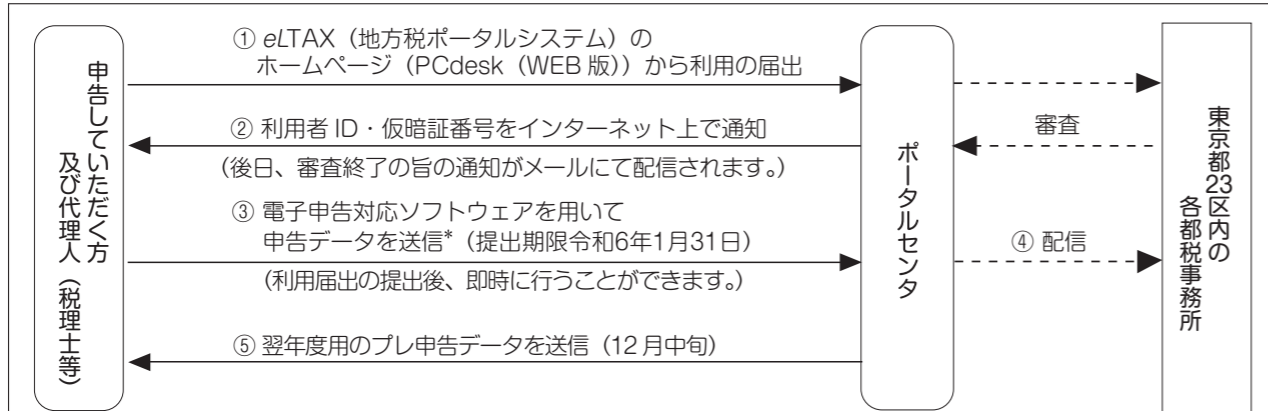 申告していただく方
及び代理人（税理士等）
① eLTAX（地方税ポータルシステム）の
ホームページ（PCdesk（WEB版））から利用の届出
② 利用者ID・仮暗証番号をインターネット上で通知
（後日、審査終了の旨の通知がメールにて配信されます。）
③ 電子申告対応ソフトウェアを用いて
申告データを送信*（提出期限令和6年1月31日）
（利用届出の提出後、即時に行うことができます。）
⑤ 翌年度用のプレ申告データを送信（12月中旬）
ポータルセンタ
審査
④ 配信
東京都23区内の
各都税事務所